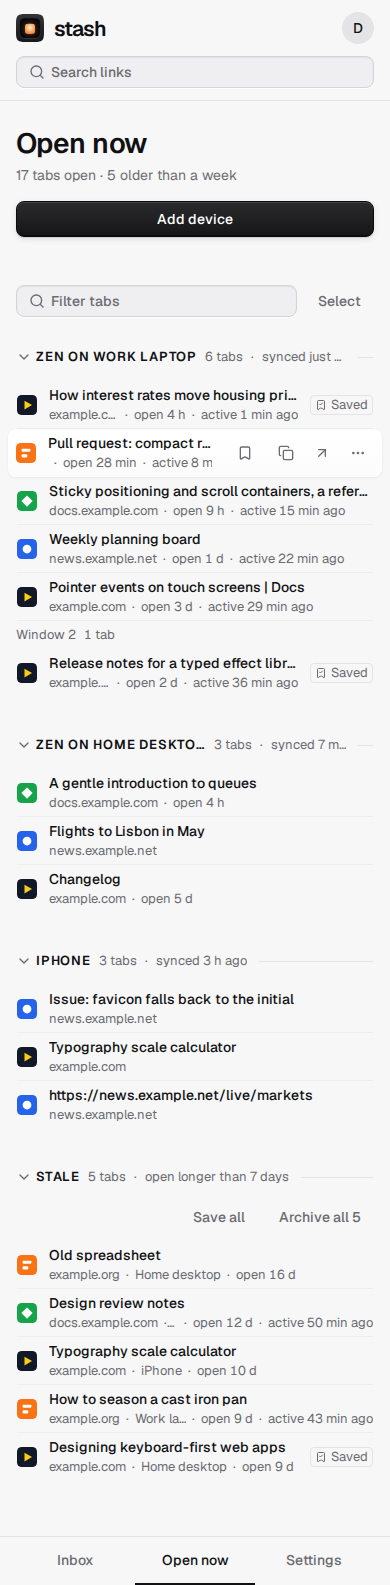 stash
D
Search links
Open now
17 tabs open · 5 older than a week
Add device
Filter tabs
Select
ZEN ON WORK LAPTOP 6 tabs · synced just ...
How interest rates move housing pri...
example.c... · open 4 h · active 1 min ago
Saved
Pull request: compact r...
· open 28 min · active 8 m
Sticky positioning and scroll containers, a refer...
docs.example.com · open 9 h · active 15 min ago
Weekly planning board
news.example.net · open 1 d · active 22 min ago
Pointer events on touch screens | Docs
example.com · open 3 d · active 29 min ago
Window 2 1 tab
Release notes for a typed effect libr...
example.... · open 2 d · active 36 min ago
Saved
ZEN ON HOME DESKTO... 3 tabs · synced 7 m...
A gentle introduction to queues
docs.example.com · open 4 h
Flights to Lisbon in May
news.example.net
Changelog
example.com · open 5 d
IPHONE 3 tabs · synced 3 h ago
Issue: favicon falls back to the initial
news.example.net
Typography scale calculator
example.com
https://news.example.net/live/markets
news.example.net
STALE 5 tabs · open longer than 7 days
Save all
Archive all 5
Old spreadsheet
example.org · Home desktop · open 16 d
Design review notes
docs.example.com ·... · open 12 d · active 50 min ago
Typography scale calculator
example.com · iPhone · open 10 d
How to season a cast iron pan
example.org · Work la... · open 9 d · active 43 min ago
Designing keyboard-first web apps
example.com · Home desktop · open 9 d
Saved
Inbox
Open now
Settings